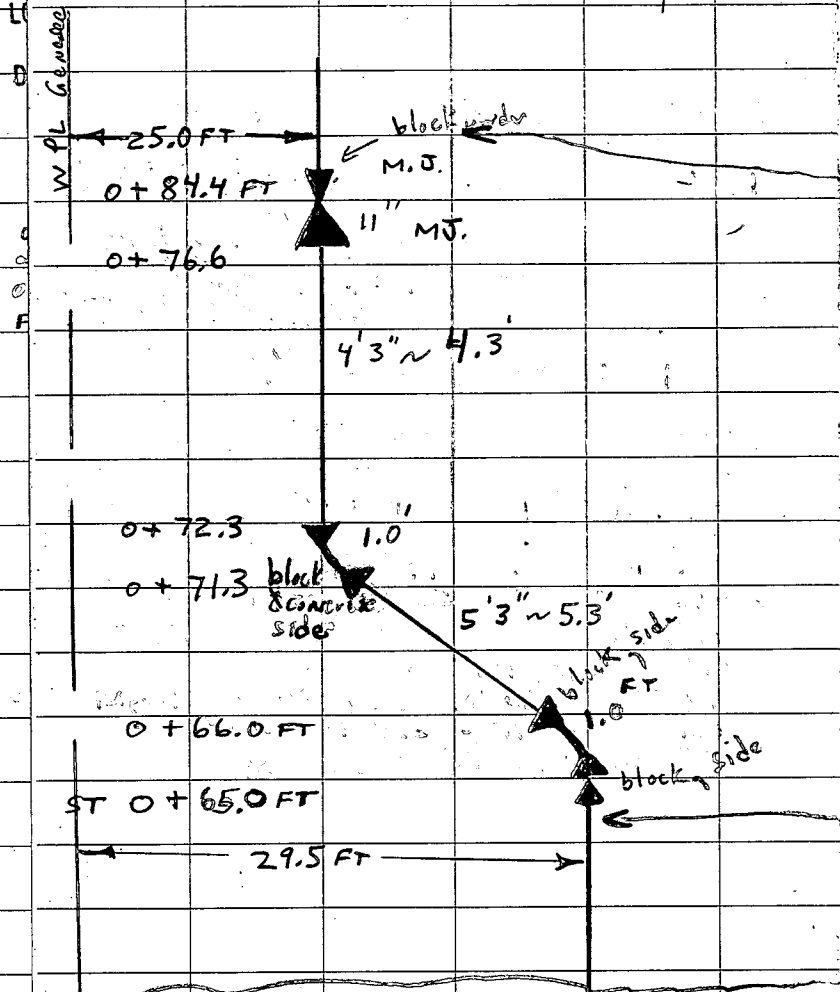 W PL Genesee
25.0 FT
block
M.J.
0+ 84.4 FT
11" MJ.
0+ 76.6
4'3" ~ 4.3'
0+ 72.3
1.0'
0 + 71.3
block
& concrete
side
5'3" ~ 5.3'
block side
FT
1.0
0 + 66.0 FT
block side
ST 0 + 65.0 FT
29.5 FT